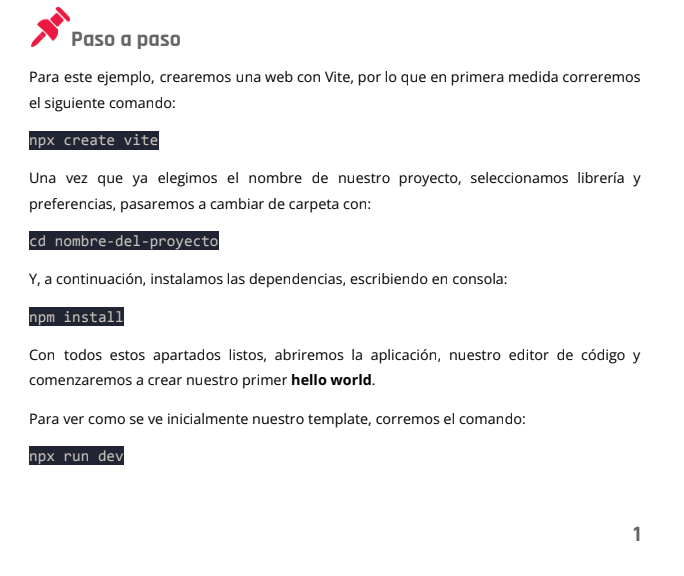 Paso a paso
Para este ejemplo, crearemos una web con Vite, por lo que en primera medida correremos
el siguiente comando:
npx create vite
Una vez que ya elegimos el nombre de nuestro proyecto, seleccionamos librería y
preferencias, pasaremos a cambiar de carpeta con:
cd nombre-del-proyecto
Y, a continuación, instalamos las dependencias, escribiendo en consola:
npm install
Con todos estos apartados listos, abriremos la aplicación, nuestro editor de código y
comenzaremos a crear nuestro primer hello world.
Para ver como se ve inicialmente nuestro template, corremos el comando:
npx run dev
1